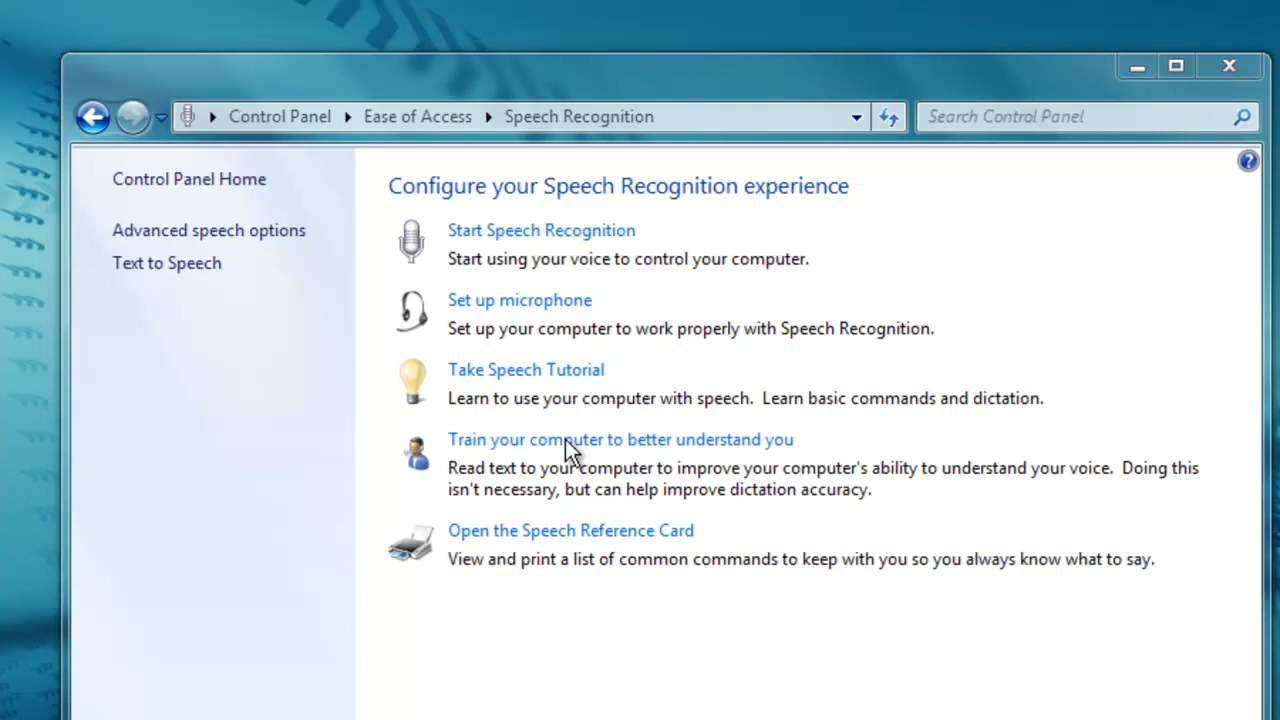 Control Panel Ease of Access Speech Recognition
Search Control Panel
Control Panel Home
Advanced speech options
Text to Speech
Configure your Speech Recognition experience
Start Speech Recognition
Start using your voice to control your computer.
Set up microphone
Set up your computer to work properly with Speech Recognition.
Take Speech Tutorial
Learn to use your computer with speech.  Learn basic commands and dictation.
Train your computer to better understand you
Read text to your computer to improve your computer's ability to understand your voice.  Doing this
isn't necessary, but can help improve dictation accuracy.
Open the Speech Reference Card
View and print a list of common commands to keep with you so you always know what to say.